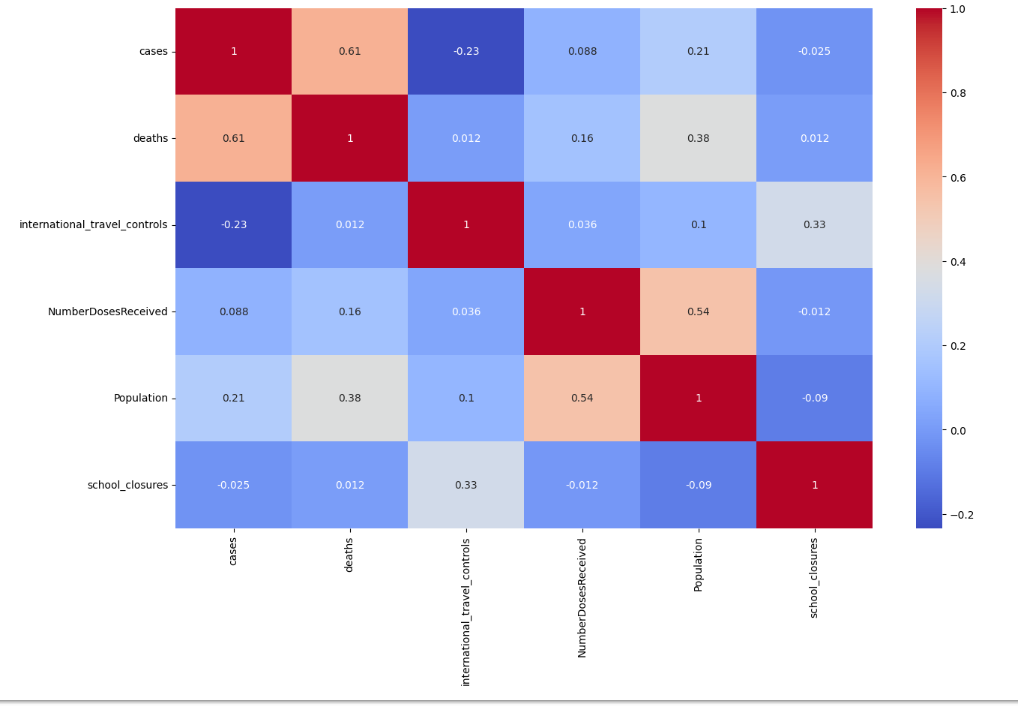 cases 1 0.61 -0.23 0.088 0.21 -0.025
deaths 0.61 1 0.012 0.16 0.38 0.012
international_travel_controls -0.23 0.012 1 0.036 0.1 0.33
NumberDosesReceived 0.088 0.16 0.036 1 0.54 -0.012
Population 0.21 0.38 0.1 0.54 1 -0.09
school_closures -0.025 0.012 0.33 -0.012 -0.09 1
cases
deaths
international_travel_controls
NumberDosesReceived
Population
school_closures
1.0
0.8
0.6
0.4
0.2
0.0
−0.2